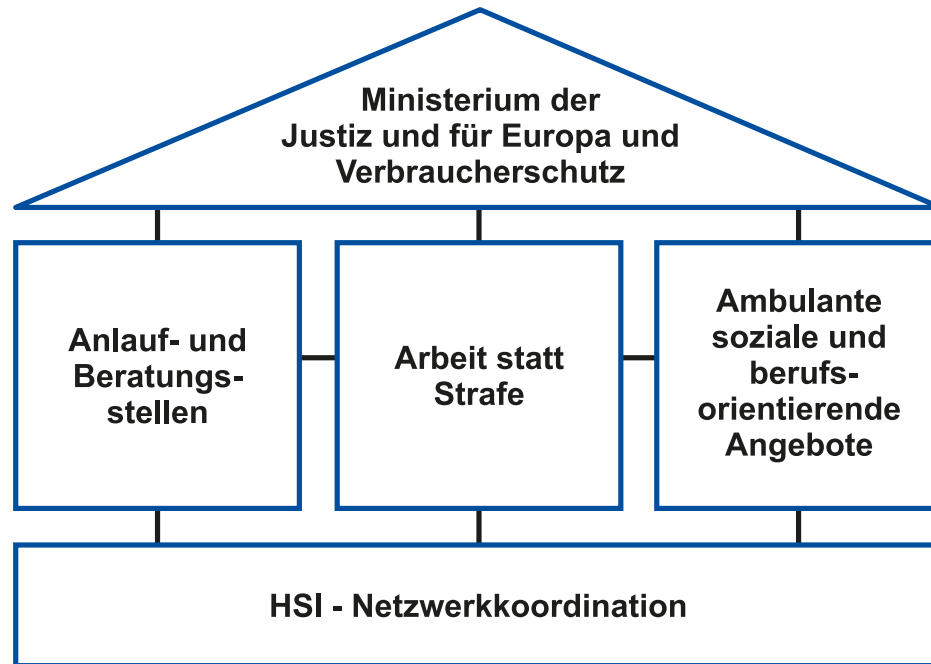 Ministerium der
Justiz und für Europa und
Verbraucherschutz
Anlauf- und
Beratungs-
stellen
Arbeit statt
Strafe
Ambulante
soziale und
berufs-
orientierende
Angebote
HSI - Netzwerkkoordination